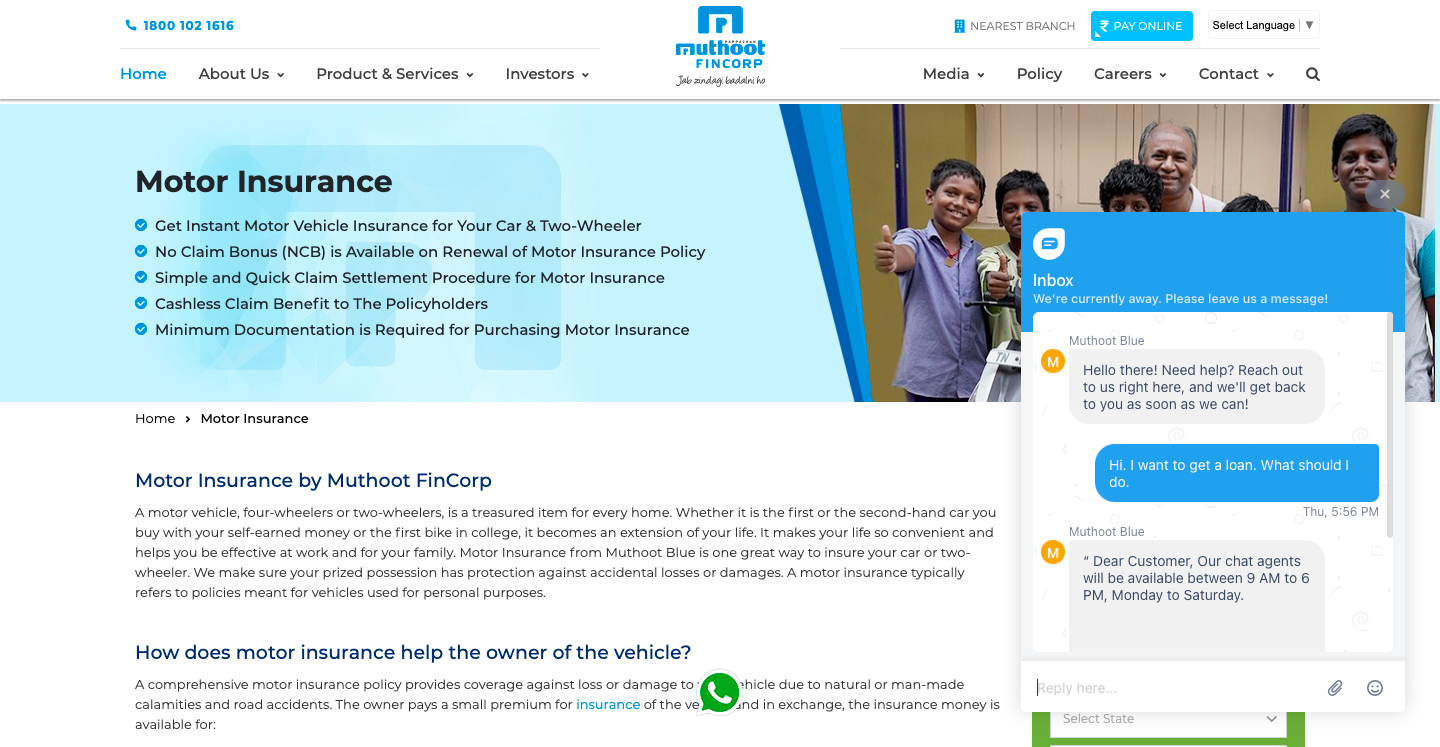 1800 102 1616
PAPPACHAN
muthoot
FINCORP
Jab zindagi badalni ho
NEAREST BRANCH
PAY ONLINE
Select Language ▼
Home
About Us
Product & Services
Investors
Media
Policy
Careers
Contact
Motor Insurance
Get Instant Motor Vehicle Insurance for Your Car & Two-Wheeler
No Claim Bonus (NCB) is Available on Renewal of Motor Insurance Policy
Simple and Quick Claim Settlement Procedure for Motor Insurance
Cashless Claim Benefit to The Policyholders
Minimum Documentation is Required for Purchasing Motor Insurance
TN
Home
Motor Insurance
Motor Insurance by Muthoot FinCorp
A motor vehicle, four-wheelers or two-wheelers, is a treasured item for every home. Whether it is the first or the second-hand car you
buy with your self-earned money or the first bike in college, it becomes an extension of your life. It makes your life so convenient and
helps you be effective at work and for your family. Motor Insurance from Muthoot Blue is one great way to insure your car or two-
wheeler. We make sure your prized possession has protection against accidental losses or damages. A motor insurance typically
refers to policies meant for vehicles used for personal purposes.
How does motor insurance help the owner of the vehicle?
A comprehensive motor insurance policy provides coverage against loss or damage to vehicle due to natural or man-made
calamities and road accidents. The owner pays a small premium for insurance of the and in exchange, the insurance money is
available for:
Inbox
We're currently away. Please leave us a message!
Muthoot Blue
M
Hello there! Need help? Reach out
to us right here, and we'll get back
to you as soon as we can!
Hi. I want to get a loan. What should I
do.
Thu, 5:56 PM
Muthoot Blue
M
“ Dear Customer, Our chat agents
will be available between 9 AM to 6
PM, Monday to Saturday.
Reply here...
Select State